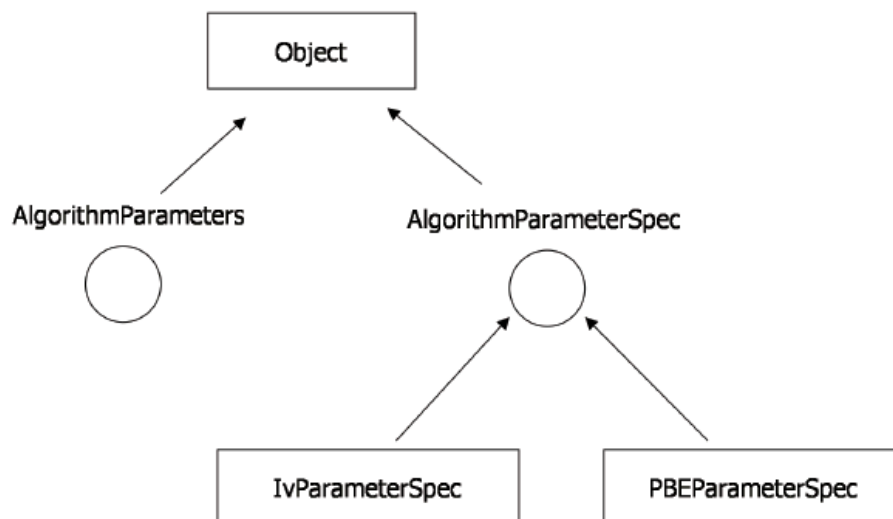 Object
AlgorithmParameters
AlgorithmParameterSpec
IvParameterSpec
PBEParameterSpec